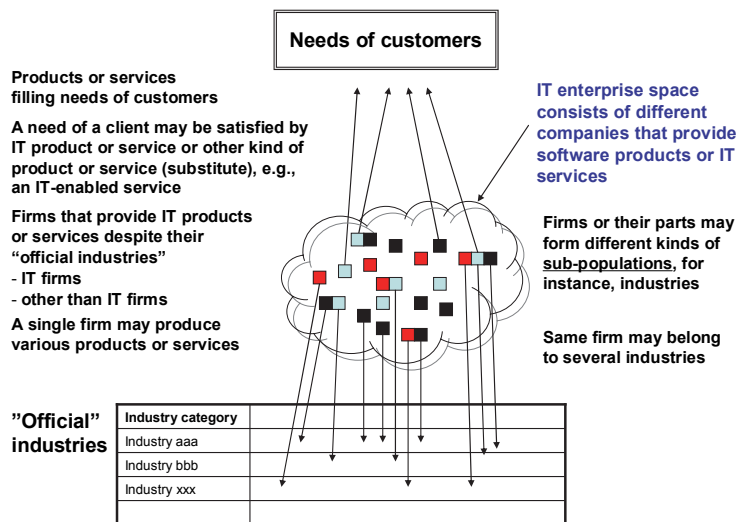 Needs of customers
Products or services
filling needs of customers
A need of a client may be satisfied by
IT product or service or other kind of
product or service (substitute), e.g.,
an IT-enabled service
Firms that provide IT products
or services despite their
“official industries”
- IT firms
- other than IT firms
A single firm may produce
various products or services
IT enterprise space
consists of different
companies that provide
software products or IT
services
Firms or their parts may
form different kinds of
sub-populations, for
instance, industries
Same firm may belong
to several industries
”Official”
industries
Industry category
Industry aaa
Industry bbb
Industry xxx